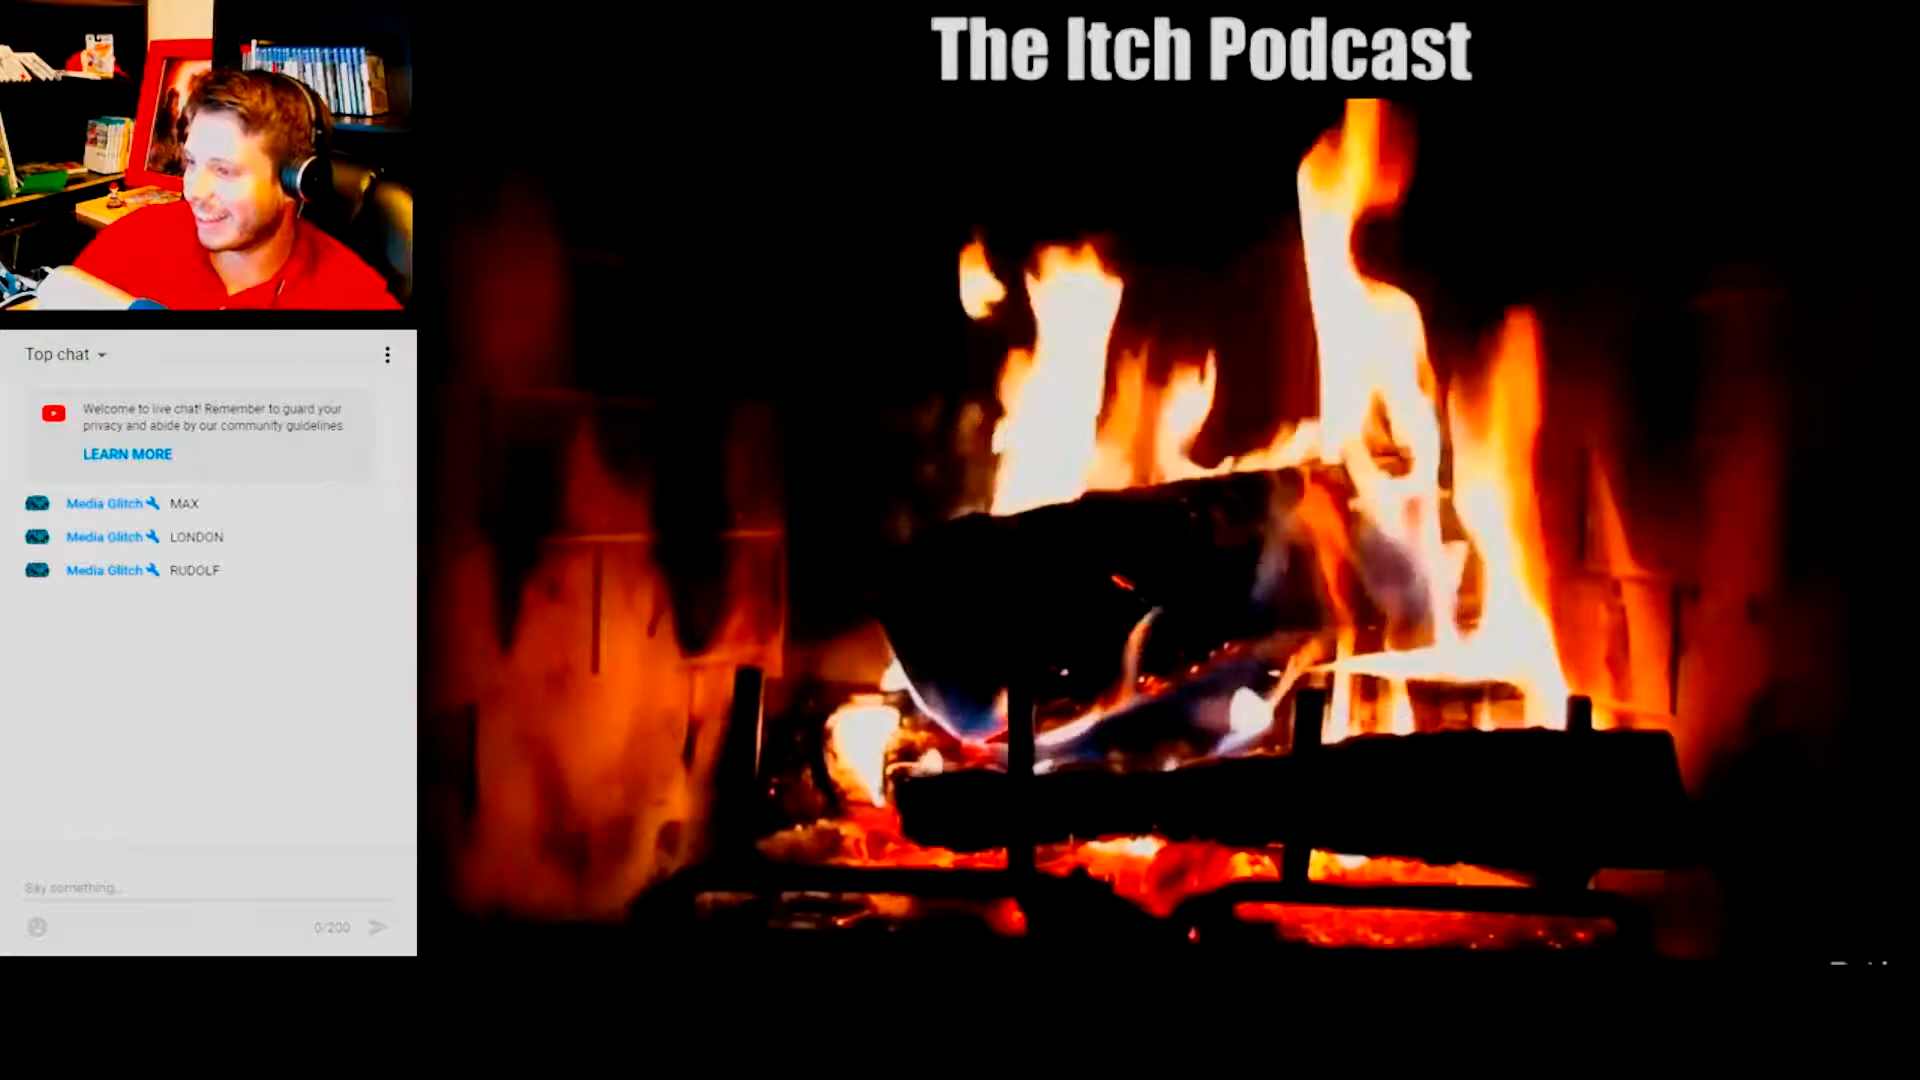 The Itch Podcast
Top chat
Welcome to live chat! Remember to guard your
privacy and abide by our community guidelines.
LEARN MORE
Media Glitch MAX
Media Glitch LONDON
Media Glitch RUDOLF
Say something...
0/200